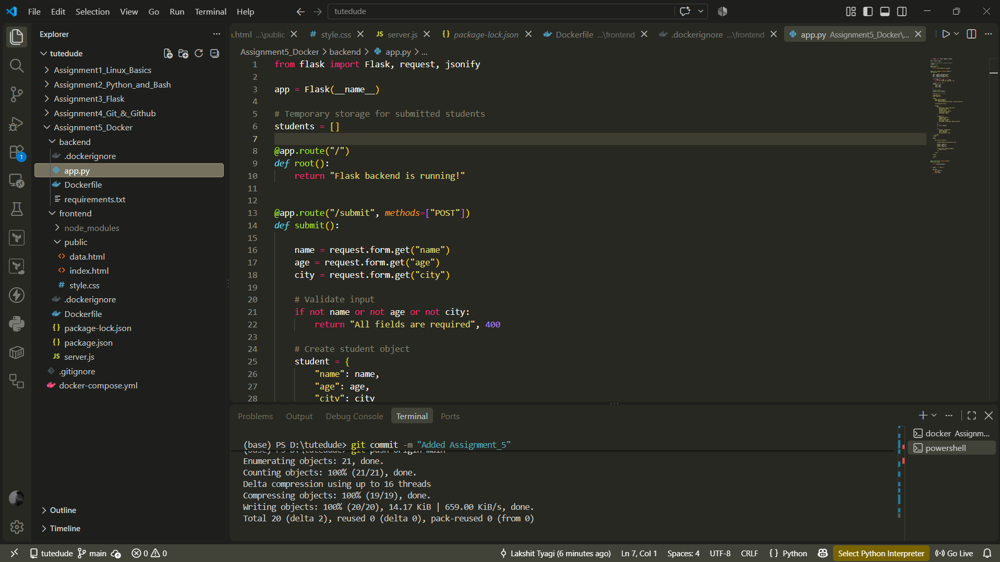 File Edit Selection View Go Run Terminal Help
tutedude
Explorer
.html ...\public
style.css
JS server.js
{} package-lock.json
Dockerfile ...\frontend
.dockerignore ...\frontend
app.py Assignment5_Docker\...
tutedude
Assignment1_Linux_Basics
Assignment2_Python_and_Bash
Assignment3_Flask
Assignment4_Git_&_Github
Assignment5_Docker
backend
.dockerignore
app.py
Dockerfile
requirements.txt
frontend
node_modules
public
<> data.html
<> index.html
# style.css
.dockerignore
Dockerfile
{} package-lock.json
{} package.json
JS server.js
.gitignore
docker-compose.yml
Outline
Timeline
1
Assignment5_Docker > backend > app.py > ...
1 from flask import Flask, request, jsonify
2
3 app = Flask(__name__)
4
5 # Temporary storage for submitted students
6 students = []
7
8 @app.route("/")
9 def root():
10 return "Flask backend is running!"
11
12
13 @app.route("/submit", methods=["POST"])
14 def submit():
15
16 name = request.form.get("name")
17 age = request.form.get("age")
18 city = request.form.get("city")
19
20 # Validate input
21 if not name or not age or not city:
22 return "All fields are required", 400
23
24 # Create student object
25 student = {
26 "name": name,
27 "age": age,
28 "city": city
Problems Output Debug Console Terminal Ports
(base) PS D:\tutedude> git commit -m "Added Assignment_5"
(base) PS D:\tutedude> git push origin main
Enumerating objects: 21, done.
Counting objects: 100% (21/21), done.
Delta compression using up to 16 threads
Compressing objects: 100% (19/19), done.
Writing objects: 100% (20/20), 14.17 KiB | 659.00 KiB/s, done.
Total 20 (delta 2), reused 0 (delta 0), pack-reused 0 (from 0)
docker Assignm...
powershell
tutedude main 0 0 Lakshit Tyagi (6 minutes ago) Ln 7, Col 1 Spaces: 4 UTF-8 CRLF {} Python Select Python Interpreter Go Live